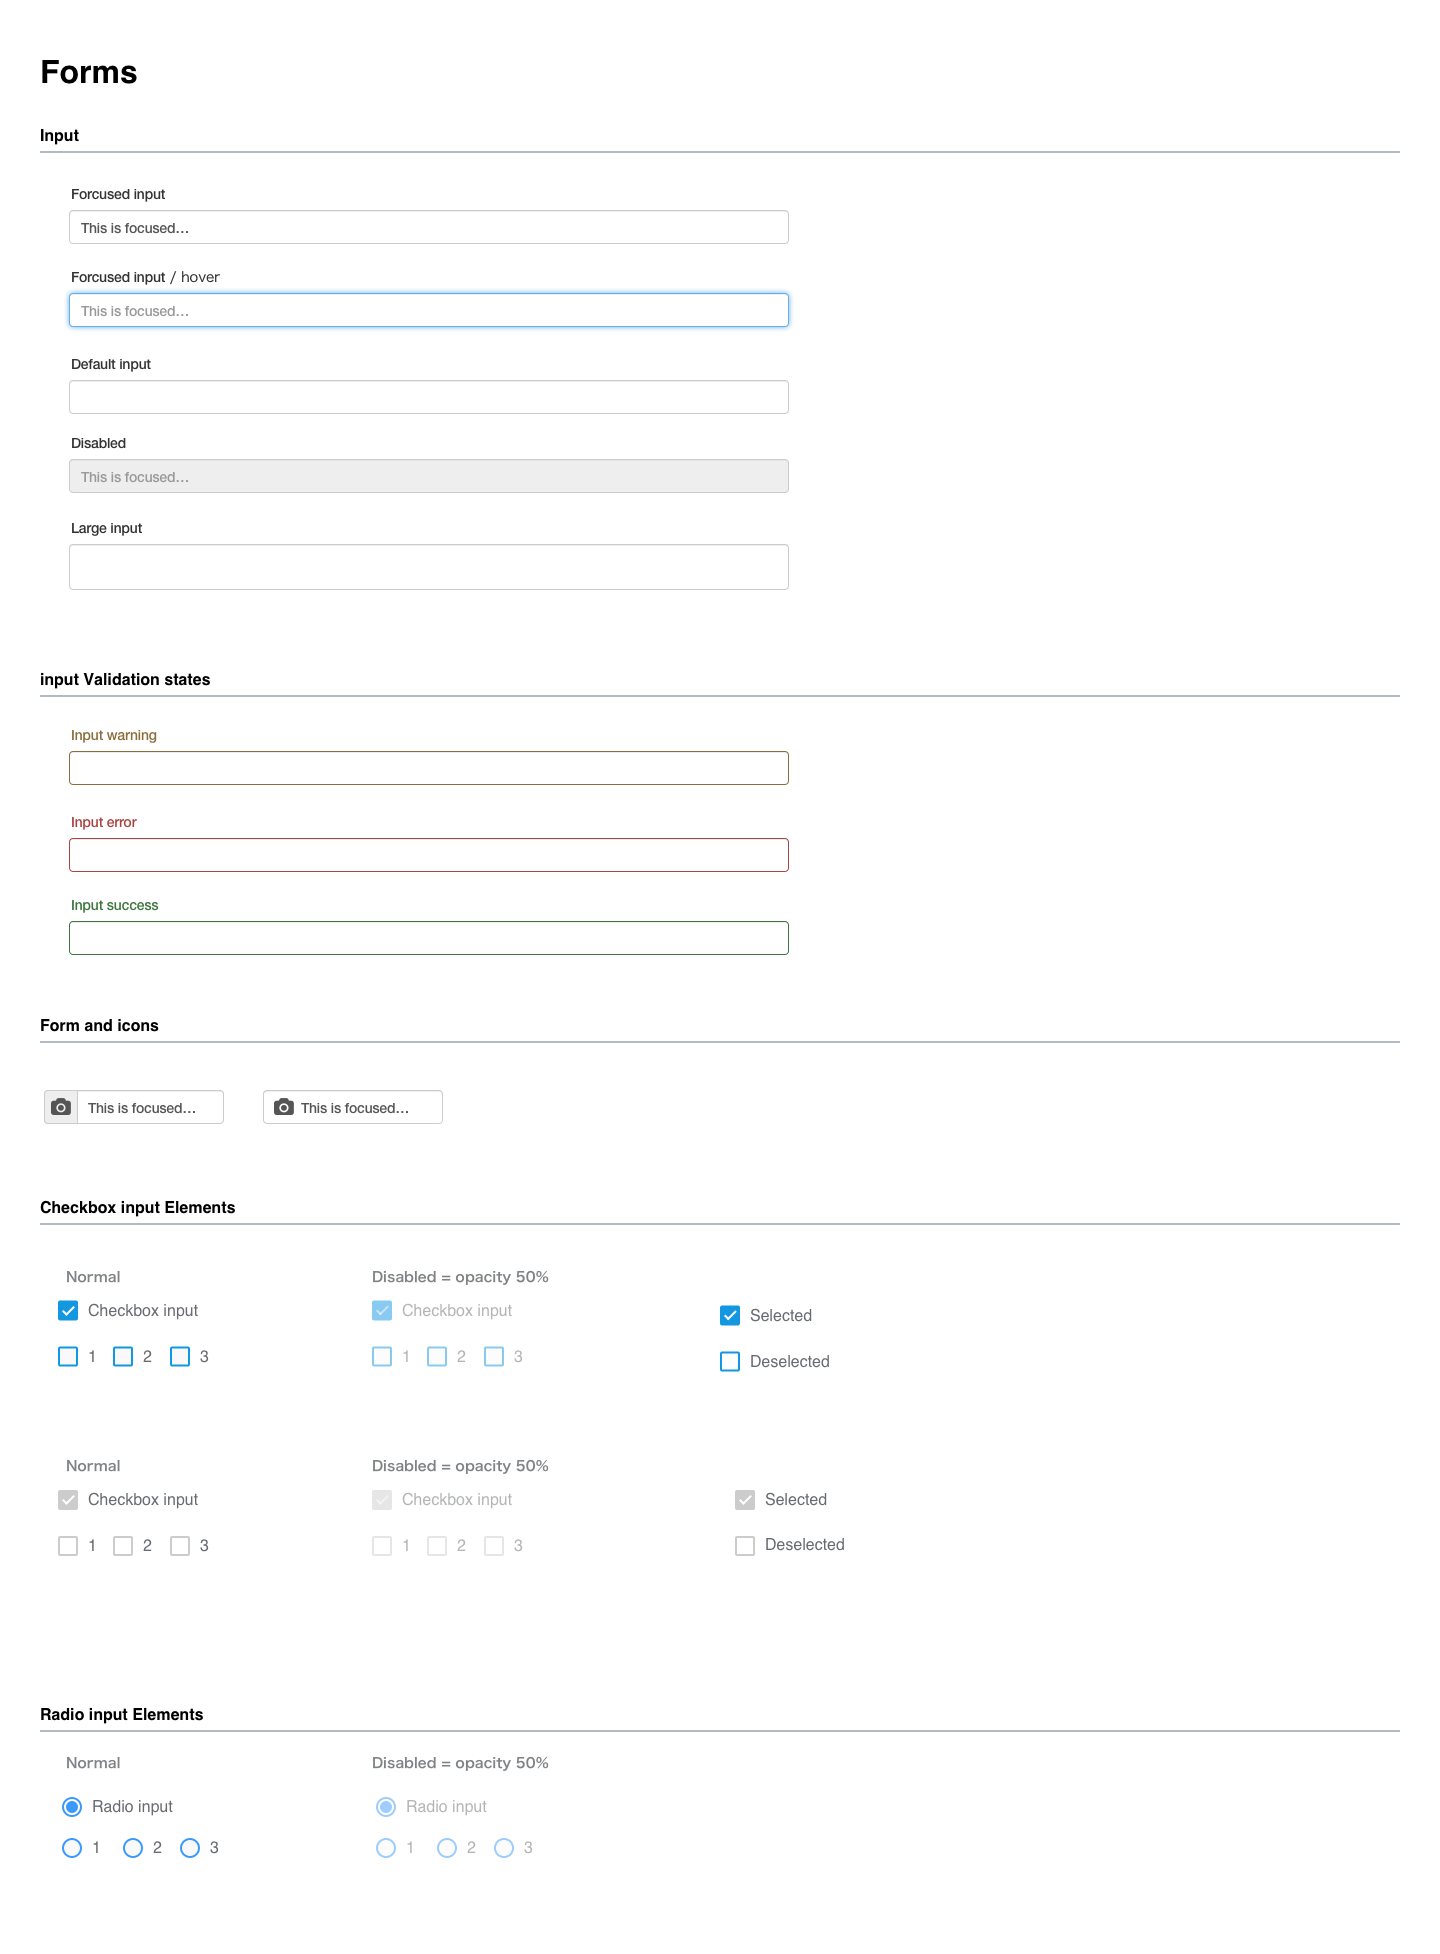 Forms
Input
Forcused input
This is focused...
Forcused input / hover
This is focused...
Default input
Disabled
This is focused...
Large input
input Validation states
Input warning
Input error
Input success
Form and icons
This is focused... This is focused...
Checkbox input Elements
Normal Disabled = opacity 50%
Checkbox input Checkbox input Selected
1 2 3 1 2 3 Deselected
Normal Disabled = opacity 50%
Checkbox input Checkbox input Selected
1 2 3 1 2 3 Deselected
Radio input Elements
Normal Disabled = opacity 50%
Radio input Radio input
1 2 3 1 2 3